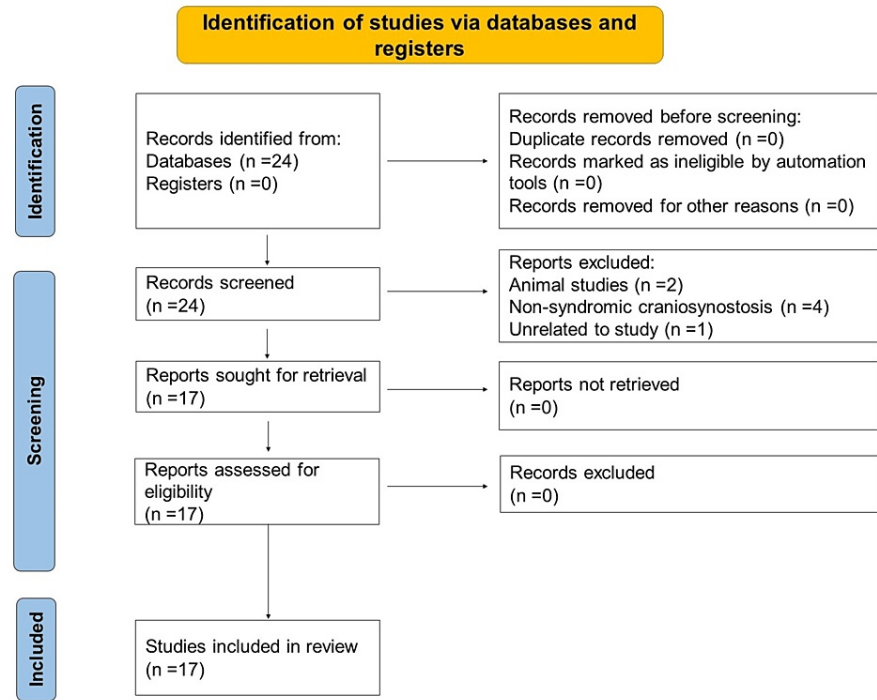 Identification of studies via databases and
registers
Identification
Records identified from:
Databases (n =24)
Registers (n =0)
Records removed before screening:
Duplicate records removed (n =0)
Records marked as ineligible by automation
tools (n =0)
Records removed for other reasons (n =0)
Screening
Records screened
(n =24)
Reports excluded:
Animal studies (n =2)
Non-syndromic craniosynostosis (n =4)
Unrelated to study (n =1)
Reports sought for retrieval
(n =17)
Reports not retrieved
(n =0)
Reports assessed for
eligibility
(n =17)
Records excluded
(n =0)
Included
Studies included in review
(n =17)